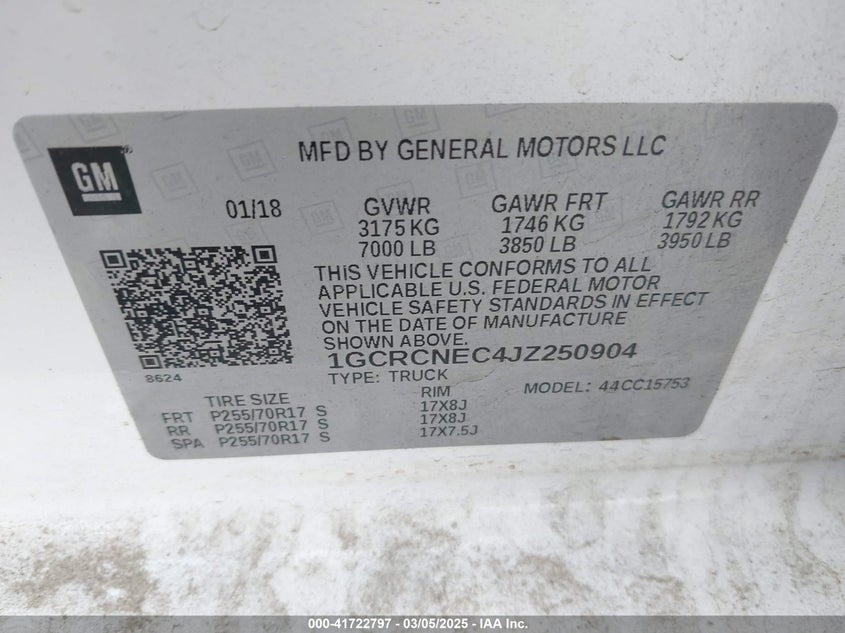 GM
MFD BY GENERAL MOTORS LLC
01/18 GVWR GAWR FRT GAWR RR
3175 KG 1746 KG 1792 KG
7000 LB 3850 LB 3950 LB
THIS VEHICLE CONFORMS TO ALL
APPLICABLE U.S. FEDERAL MOTOR
VEHICLE SAFETY STANDARDS IN EFFECT
ON THE DATE OF MANUFACTURE
SHOWN ABOVE.
1GCRCNEC4JZ250904
8624 TYPE: TRUCK MODEL: 44CC15753
TIRE SIZE RIM
FRT P255/70R17 S 17X8J
RR P255/70R17 S 17X8J
SPA P255/70R17 S 17X7.5J
000-41722797 — 03/05/2025 — IAA Inc.